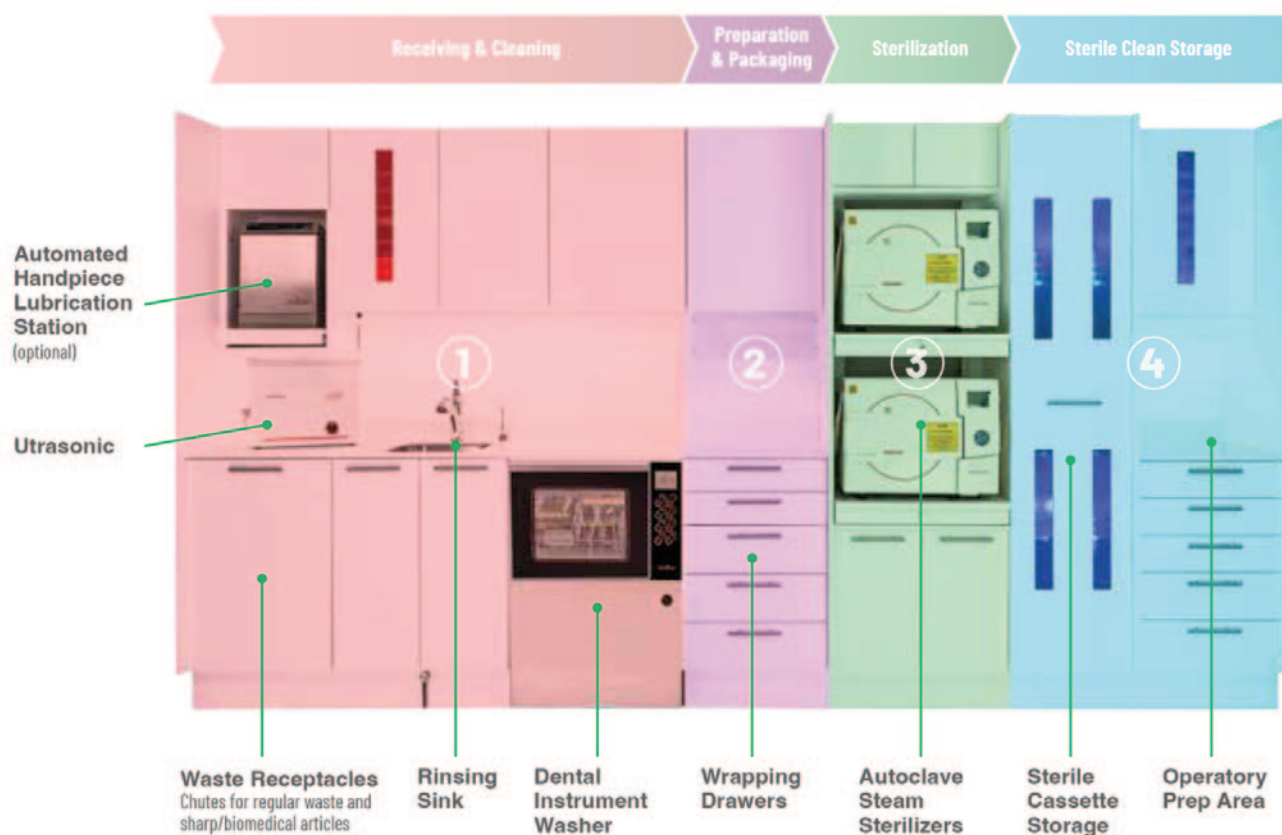 Receiving & Cleaning
Preparation
& Packaging
Sterilization
Sterile Clean Storage
Automated
Handpiece
Lubrication
Station
(optional)
Utrasonic
1
2
3
4
Waste Receptacles
Chutes for regular waste and
sharp/biomedical articles
Rinsing
Sink
Dental
Instrument
Washer
Wrapping
Drawers
Autoclave
Steam
Sterilizers
Sterile
Cassette
Storage
Operatory
Prep Area